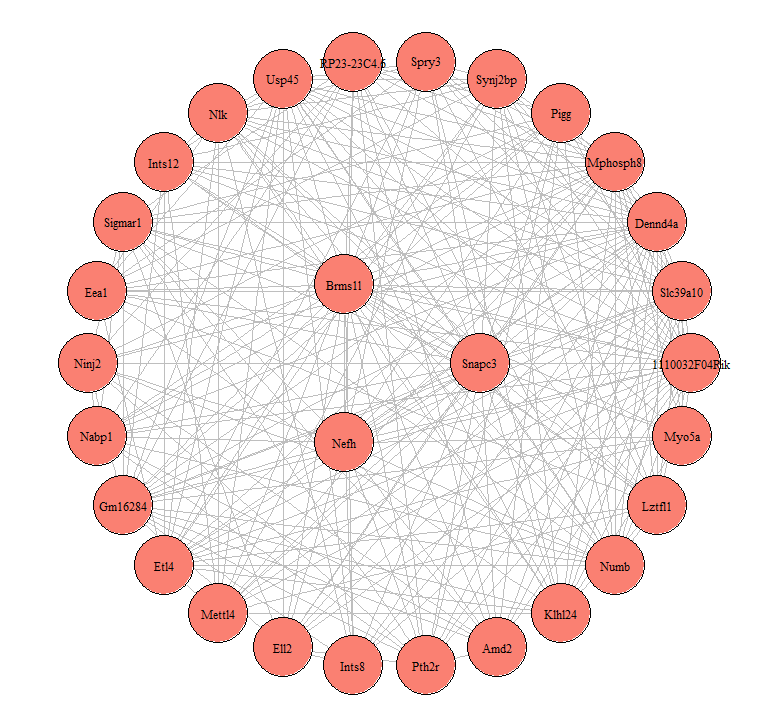 RP23-23C4.6
Spry3
Usp45
Synj2bp
Nlk
Pigg
Ints12
Mphosph8
Sigmar1
Dennd4a
Brms1l
Eea1
Slc39a10
Ninj2
Snapc3
1110032F04Rik
Nabp1
Nefh
Myo5a
Gm16284
Lztfl1
Etl4
Numb
Mettl4
Klhl24
Ell2
Amd2
Ints8
Pth2r